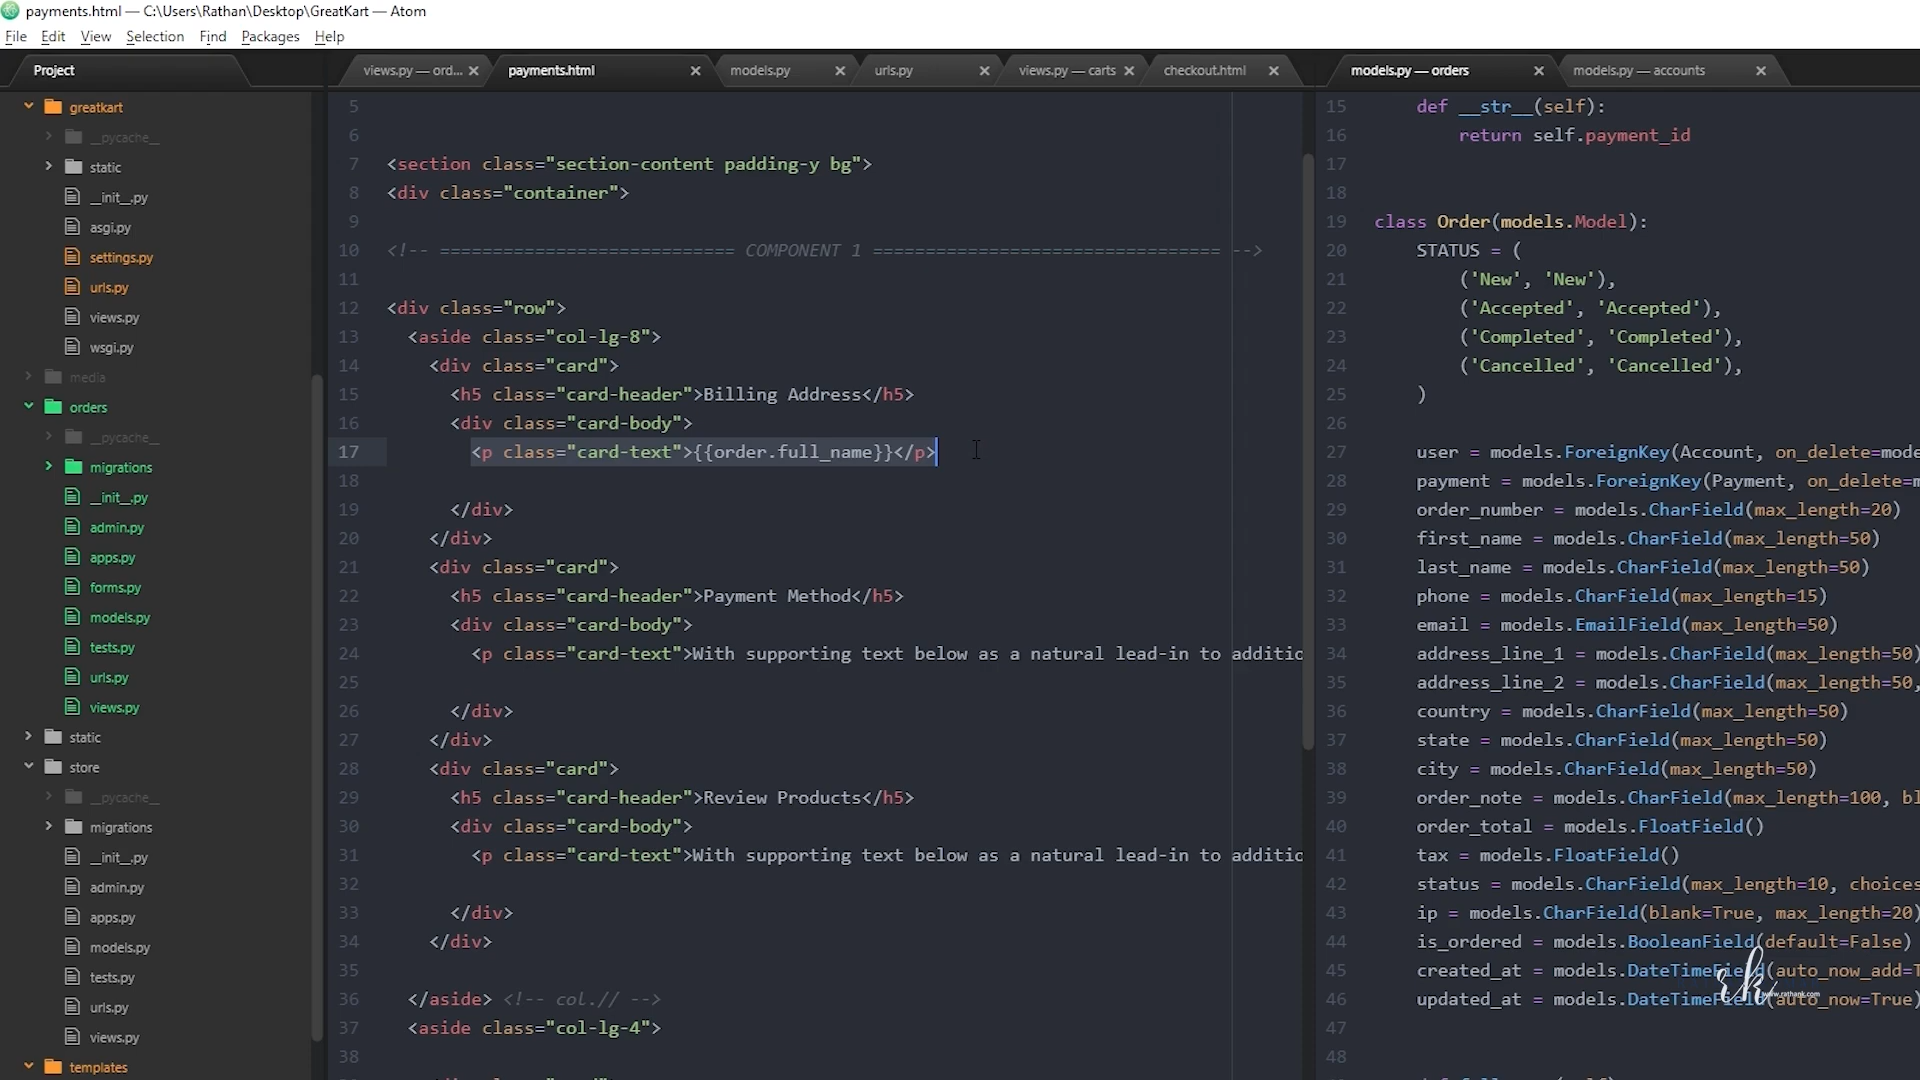 payments.html — C:\Users\Rathan\Desktop\GreatKart — Atom
File Edit View Selection Find Packages Help
Project
greatkart
__pycache__
static
__init__.py
asgi.py
settings.py
urls.py
views.py
wsgi.py
media
orders
__pycache__
migrations
__init__.py
admin.py
apps.py
forms.py
models.py
tests.py
urls.py
views.py
static
store
__pycache__
migrations
__init__.py
admin.py
apps.py
models.py
tests.py
urls.py
views.py
templates
views.py — ord... payments.html models.py urls.py views.py — carts checkout.html
5
6
7 <section class="section-content padding-y bg">
8 <div class="container">
9
10 <!-- ============================ COMPONENT 1 ================================= -->
11
12 <div class="row">
13 <aside class="col-lg-8">
14 <div class="card">
15 <h5 class="card-header">Billing Address</h5>
16 <div class="card-body">
17 <p class="card-text">{{order.full_name}}</p>
18
19 </div>
20 </div>
21 <div class="card">
22 <h5 class="card-header">Payment Method</h5>
23 <div class="card-body">
24 <p class="card-text">With supporting text below as a natural lead-in to additio
25
26 </div>
27 </div>
28 <div class="card">
29 <h5 class="card-header">Review Products</h5>
30 <div class="card-body">
31 <p class="card-text">With supporting text below as a natural lead-in to additio
32
33 </div>
34 </div>
35
36 </aside> <!-- col.// -->
37 <aside class="col-lg-4">
38
models.py — orders models.py — accounts
15 def __str__(self):
16 return self.payment_id
17
18
19 class Order(models.Model):
20 STATUS = (
21 ('New', 'New'),
22 ('Accepted', 'Accepted'),
23 ('Completed', 'Completed'),
24 ('Cancelled', 'Cancelled'),
25 )
26
27 user = models.ForeignKey(Account, on_delete=mode
28 payment = models.ForeignKey(Payment, on_delete=m
29 order_number = models.CharField(max_length=20)
30 first_name = models.CharField(max_length=50)
31 last_name = models.CharField(max_length=50)
32 phone = models.CharField(max_length=15)
33 email = models.EmailField(max_length=50)
34 address_line_1 = models.CharField(max_length=50)
35 address_line_2 = models.CharField(max_length=50,
36 country = models.CharField(max_length=50)
37 state = models.CharField(max_length=50)
38 city = models.CharField(max_length=50)
39 order_note = models.CharField(max_length=100, bl
40 order_total = models.FloatField()
41 tax = models.FloatField()
42 status = models.CharField(max_length=10, choices
43 ip = models.CharField(blank=True, max_length=20)
44 is_ordered = models.BooleanField(default=False)
45 created_at = models.DateTimeField(auto_now_add=T
46 updated_at = models.DateTimeField(auto_now=True)
47
48
rk
www.rathank.com